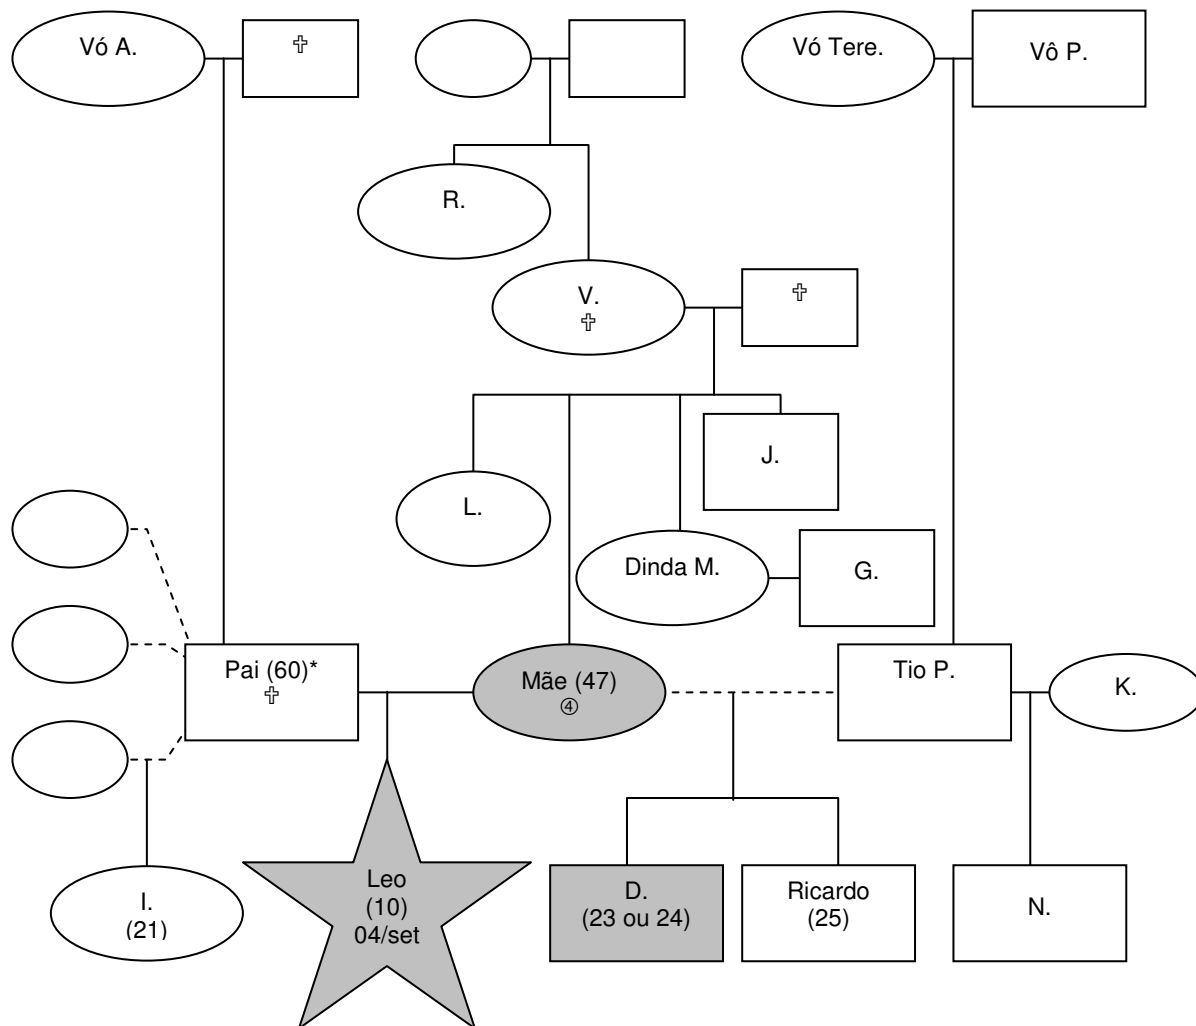 Vó A.
✞
Vó Tere.
Vô P.
R.
V.
✞
✞
J.
L.
Dinda M.
G.
Pai (60)*
✞
Mãe (47)
④
Tio P.
K.
Leo
(10)
04/set
I.
(21)
D.
(23 ou 24)
Ricardo
(25)
N.